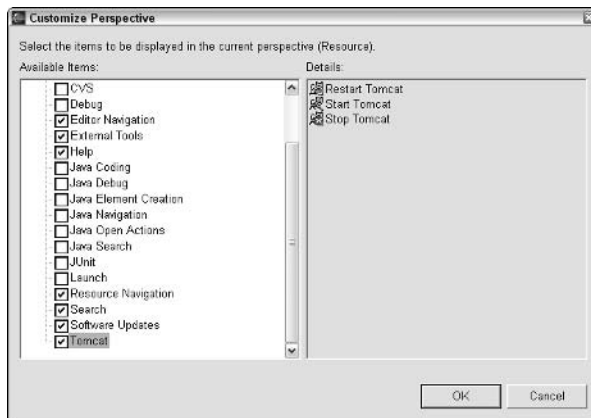 Customize Perspective
Select the items to be displayed in the current perspective (Resource).
Available Items:
CVS
Debug
Editor Navigation
External Tools
Help
Java Coding
Java Debug
Java Element Creation
Java Navigation
Java Open Actions
Java Search
JUnit
Launch
Resource Navigation
Search
Software Updates
Tomcat
Details:
Restart Tomcat
Start Tomcat
Stop Tomcat
OK
Cancel